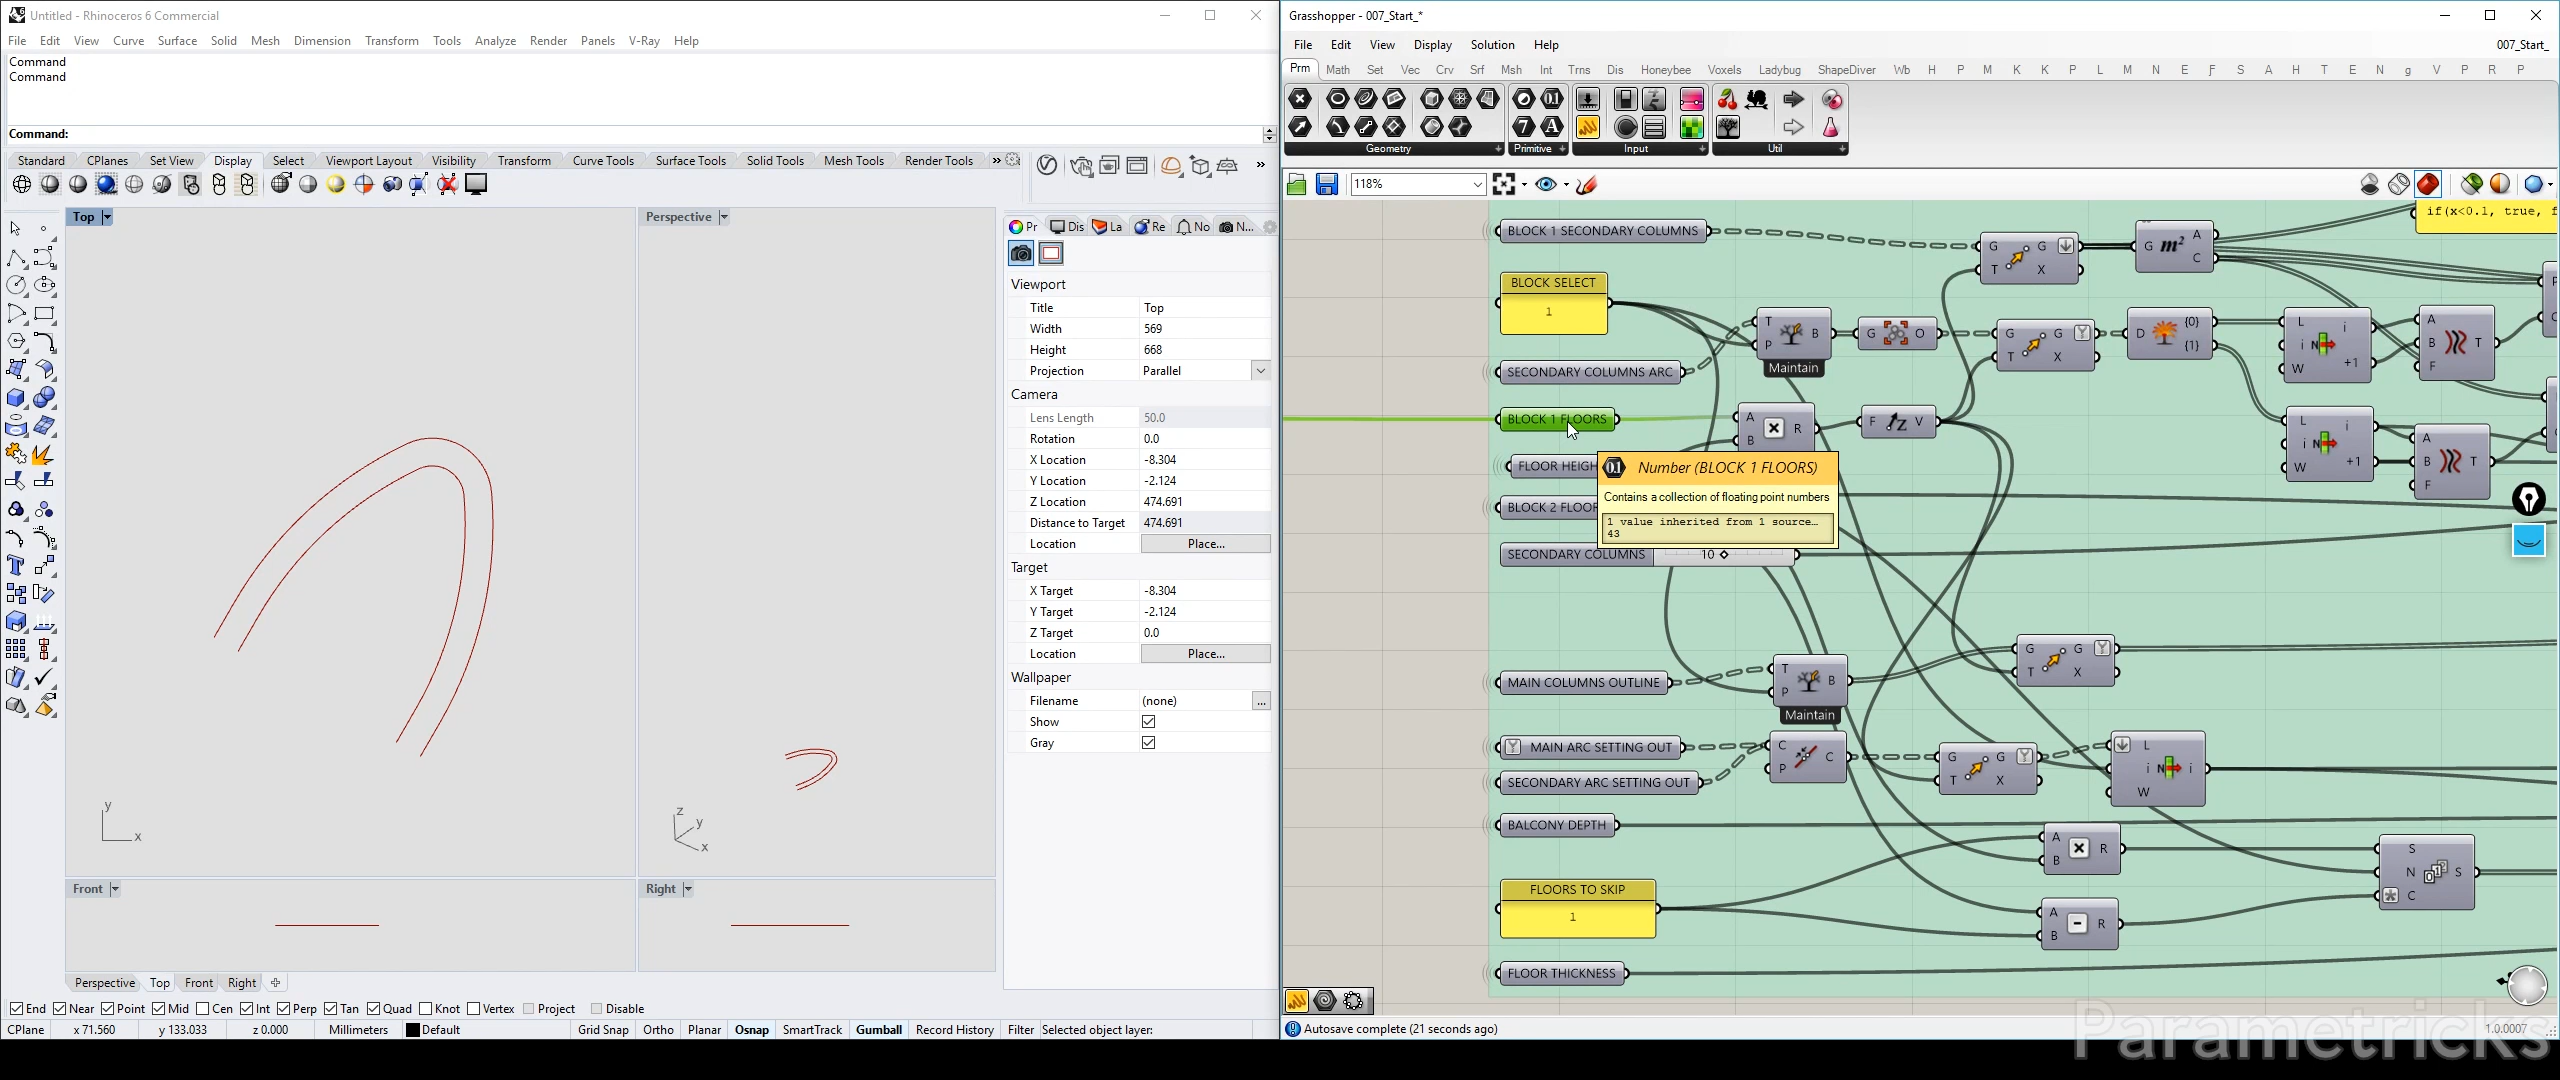 Untitled - Rhinoceros 6 Commercial
File Edit View Curve Surface Solid Mesh Dimension Transform Tools Analyze Render Panels V-Ray Help
Command
Command
Command:
Standard CPlanes Set View Display Select Viewport Layout Visibility Transform Curve Tools Surface Tools Solid Tools Mesh Tools Render Tools »
Top
Perspective
Pr Dis La Re No N...
Viewport
Title Top
Width 569
Height 668
Projection Parallel
Camera
Lens Length 50.0
Rotation 0.0
X Location -8.304
Y Location -2.124
Z Location 474.691
Distance to Target 474.691
Location Place...
Target
X Target -8.304
Y Target -2.124
Z Target 0.0
Location Place...
Wallpaper
Filename (none) ...
Show
Gray
y
x
z
y
x
Front
Right
Perspective Top Front Right
End Near Point Mid Cen Int Perp Tan Quad Knot Vertex Project Disable
CPlane x 71.560 y 133.033 z 0.000 Millimeters Default Grid Snap Ortho Planar Osnap SmartTrack Gumball Record History Filter Selected object layer:
Grasshopper - 007_Start_*
File Edit View Display Solution Help 007_Start_
Prm Math Set Vec Crv Srf Msh Int Trns Dis Honeybee Voxels Ladybug ShapeDiver Wb H P M K K P L M N E F S A H T E N g V P R P
Geometry Primitive Input Util
118%
if(x<0.1, true, f
BLOCK 1 SECONDARY COLUMNS
G G
T X
G m² A
C
BLOCK SELECT
1
T
P B
Maintain
G O
G G
T X
D {0}
{1}
L i
i N
W +1
A
B T
F
SECONDARY COLUMNS ARC
BLOCK 1 FLOORS
A
B R
F V
L i
i N
W +1
A
B T
F
FLOOR HEIGH
Number (BLOCK 1 FLOORS)
Contains a collection of floating point numbers
1 value inherited from 1 source…
43
BLOCK 2 FLOOR
SECONDARY COLUMNS 10
MAIN COLUMNS OUTLINE
T
P B
Maintain
G G
T X
MAIN ARC SETTING OUT
SECONDARY ARC SETTING OUT
C
P C
G G
T X
L
i N i
W
BALCONY DEPTH
A
B R
S
N S
C
FLOORS TO SKIP
1
A
B R
FLOOR THICKNESS
Autosave complete (21 seconds ago)
1.0.0007
Parametricks